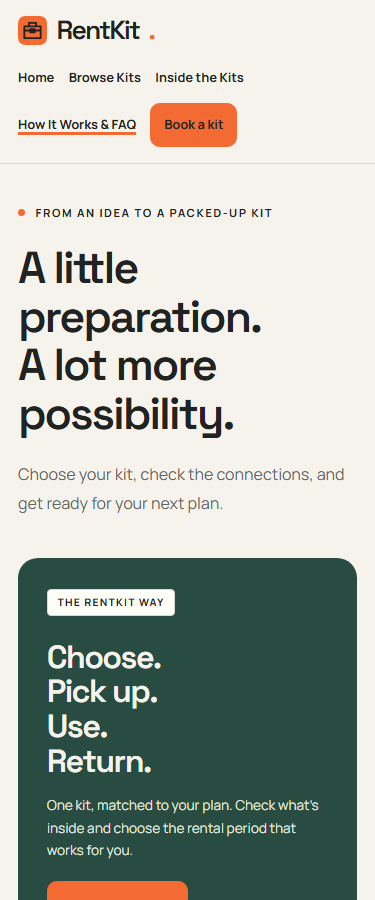 RentKit .
Home Browse Kits Inside the Kits
How It Works & FAQ Book a kit
FROM AN IDEA TO A PACKED-UP KIT
A little
preparation.
A lot more
possibility.
Choose your kit, check the connections, and
get ready for your next plan.
THE RENTKIT WAY
Choose.
Pick up.
Use.
Return.
One kit, matched to your plan. Check what's
inside and choose the rental period that
works for you.